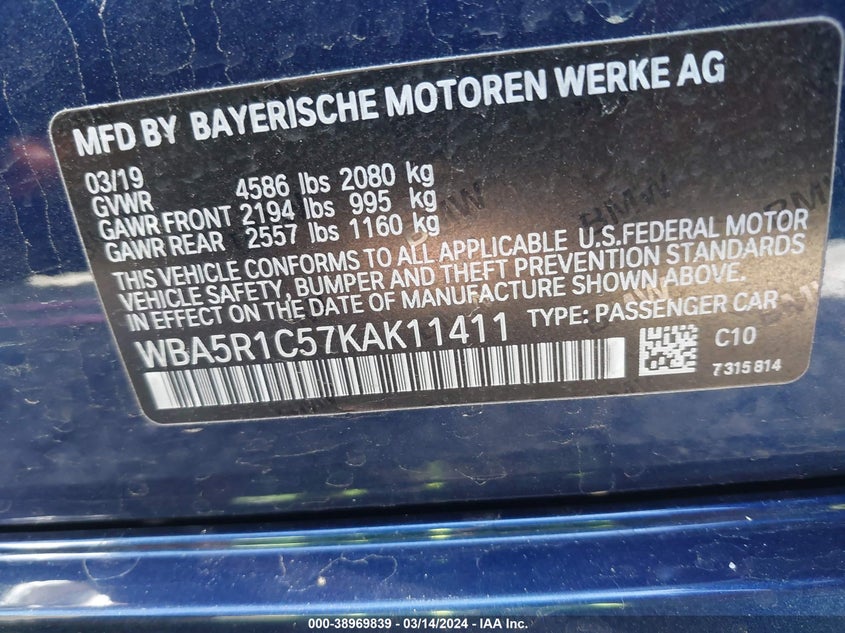 MFD BY BAYERISCHE MOTOREN WERKE AG
03/19
GVWR 4586 lbs 2080 kg
GAWR FRONT 2194 lbs 995 kg
GAWR REAR 2557 lbs 1160 kg
THIS VEHICLE CONFORMS TO ALL APPLICABLE U.S.FEDERAL MOTOR
VEHICLE SAFETY, BUMPER AND THEFT PREVENTION STANDARDS
IN EFFECT ON THE DATE OF MANUFACTURE SHOWN ABOVE.
WBA5R1C57KAK11411 TYPE: PASSENGER CAR
C10
7315814
000-38969839 - 03/14/2024 - IAA Inc.